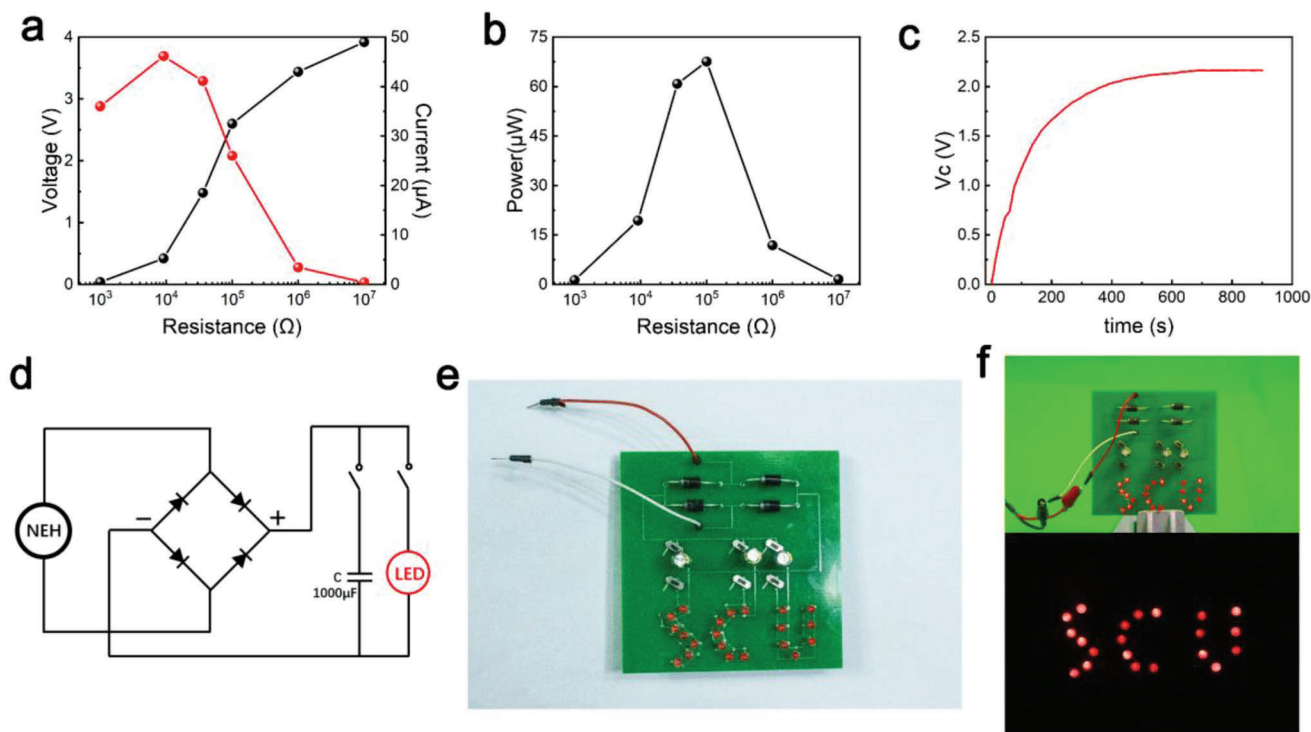 a
Voltage (V)
4
3
2
1
0
50
40
30
20
10
0
Current (μA)
10³ 10⁴ 10⁵ 10⁶ 10⁷
Resistance (Ω)
b
Power(μW)
75
60
45
30
15
0
10³ 10⁴ 10⁵ 10⁶ 10⁷
Resistance (Ω)
c
Vc (V)
2.5
2.0
1.5
1.0
0.5
0.0
0 200 400 600 800 1000
time (s)
d
NEH
−
+
C
1000μF
LED
e
SCU
f
SCU
SCU